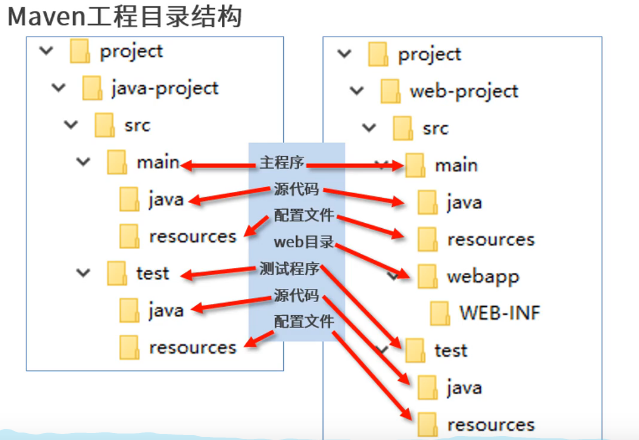 Maven工程目录结构
project
java-project
src
main
java
resources
test
java
resources
主程序
源代码
配置文件
web目录
测试程序
源代码
配置文件
project
web-project
src
main
java
resources
webapp
WEB-INF
test
java
resources